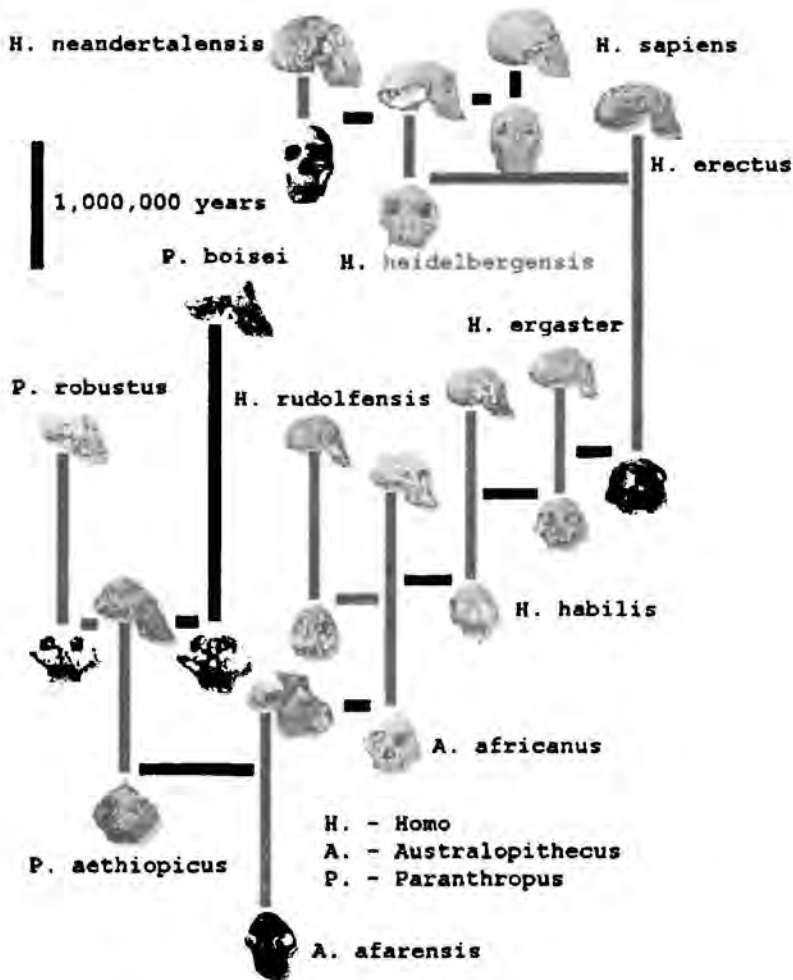 H. neandertalensis
H. sapiens
H. erectus
1,000,000 years
P. boisei
H. heidelbergensis
H. ergaster
P. robustus
H. rudolfensis
H. habilis
A. africanus
P. aethiopicus
H. - Homo
A. - Australopithecus
P. - Paranthropus
A. afarensis